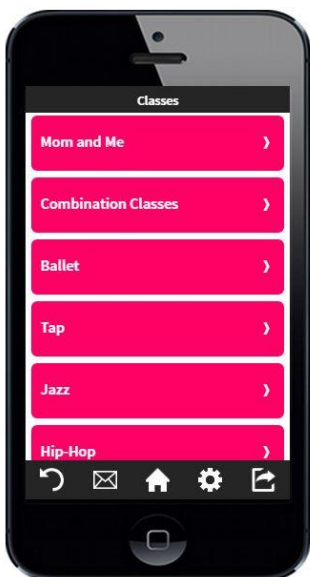 Classes
Mom and Me
Combination Classes
Ballet
Tap
Jazz
Hip-Hop